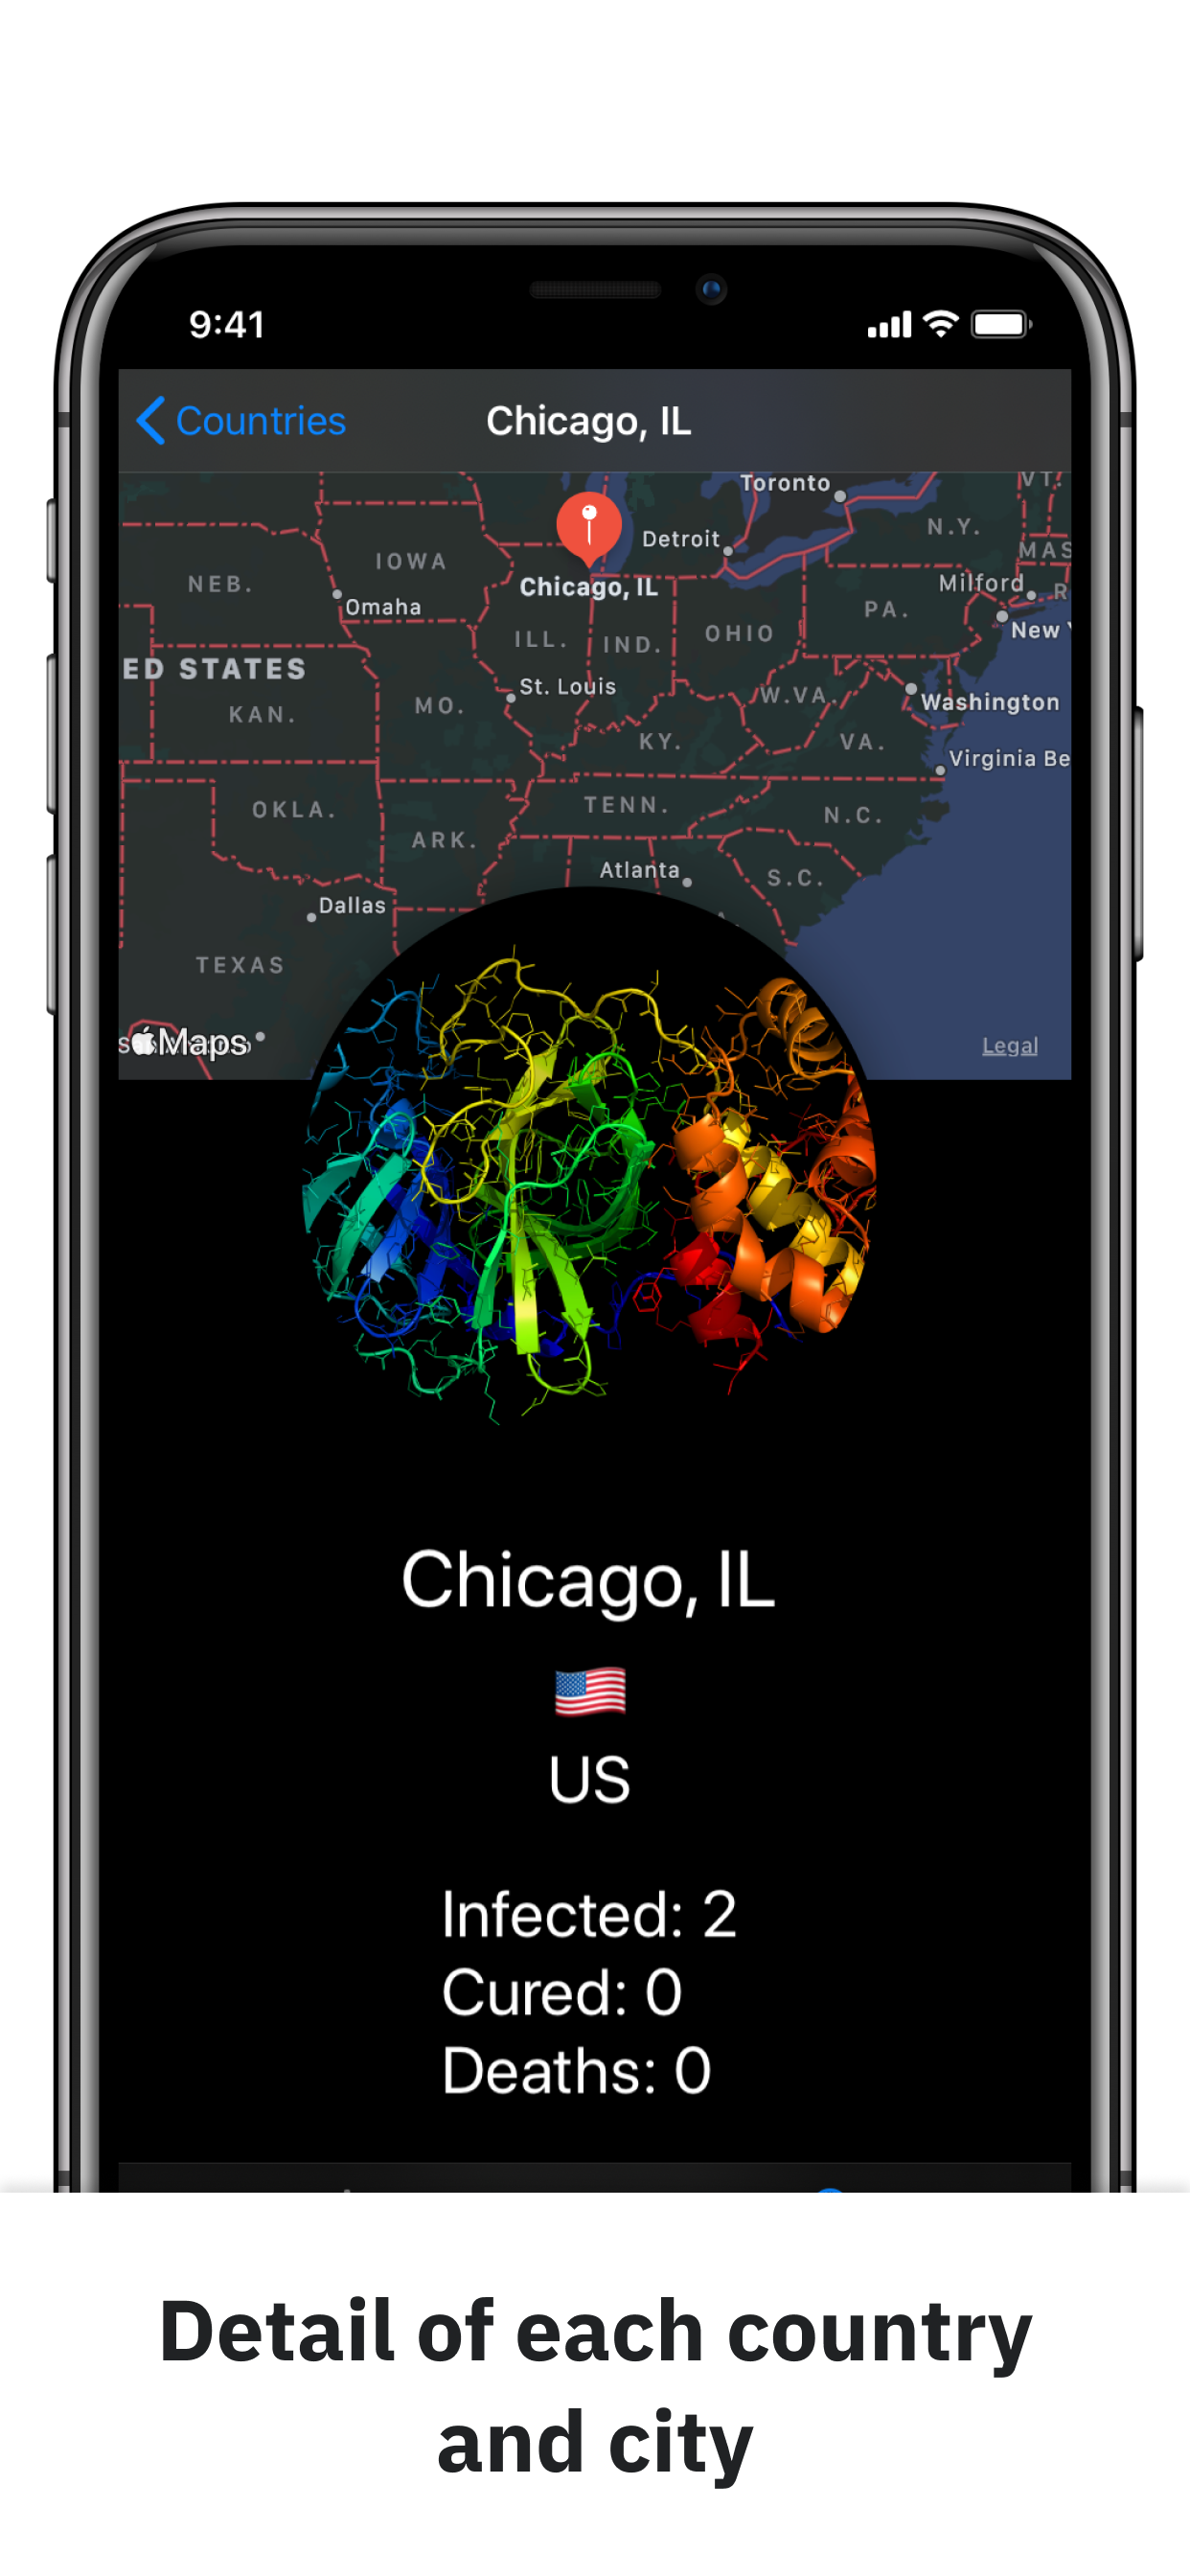 9:41
Countries
Chicago, IL
Toronto
VT.
N.Y.
Detroit
MAS
IOWA
NEB.
Milford
R
Chicago, IL
Omaha
PA.
New
OHIO
ILL.
IND.
ED STATES
St. Louis
W.VA.
Washington
MO.
KAN.
KY.
VA.
Virginia Be
TENN.
OKLA.
N.C.
ARK.
Atlanta
S.C.
Dallas
TEXAS
Maps
Legal
Chicago, IL
US
Infected: 2
Cured: 0
Deaths: 0
Detail of each country
and city